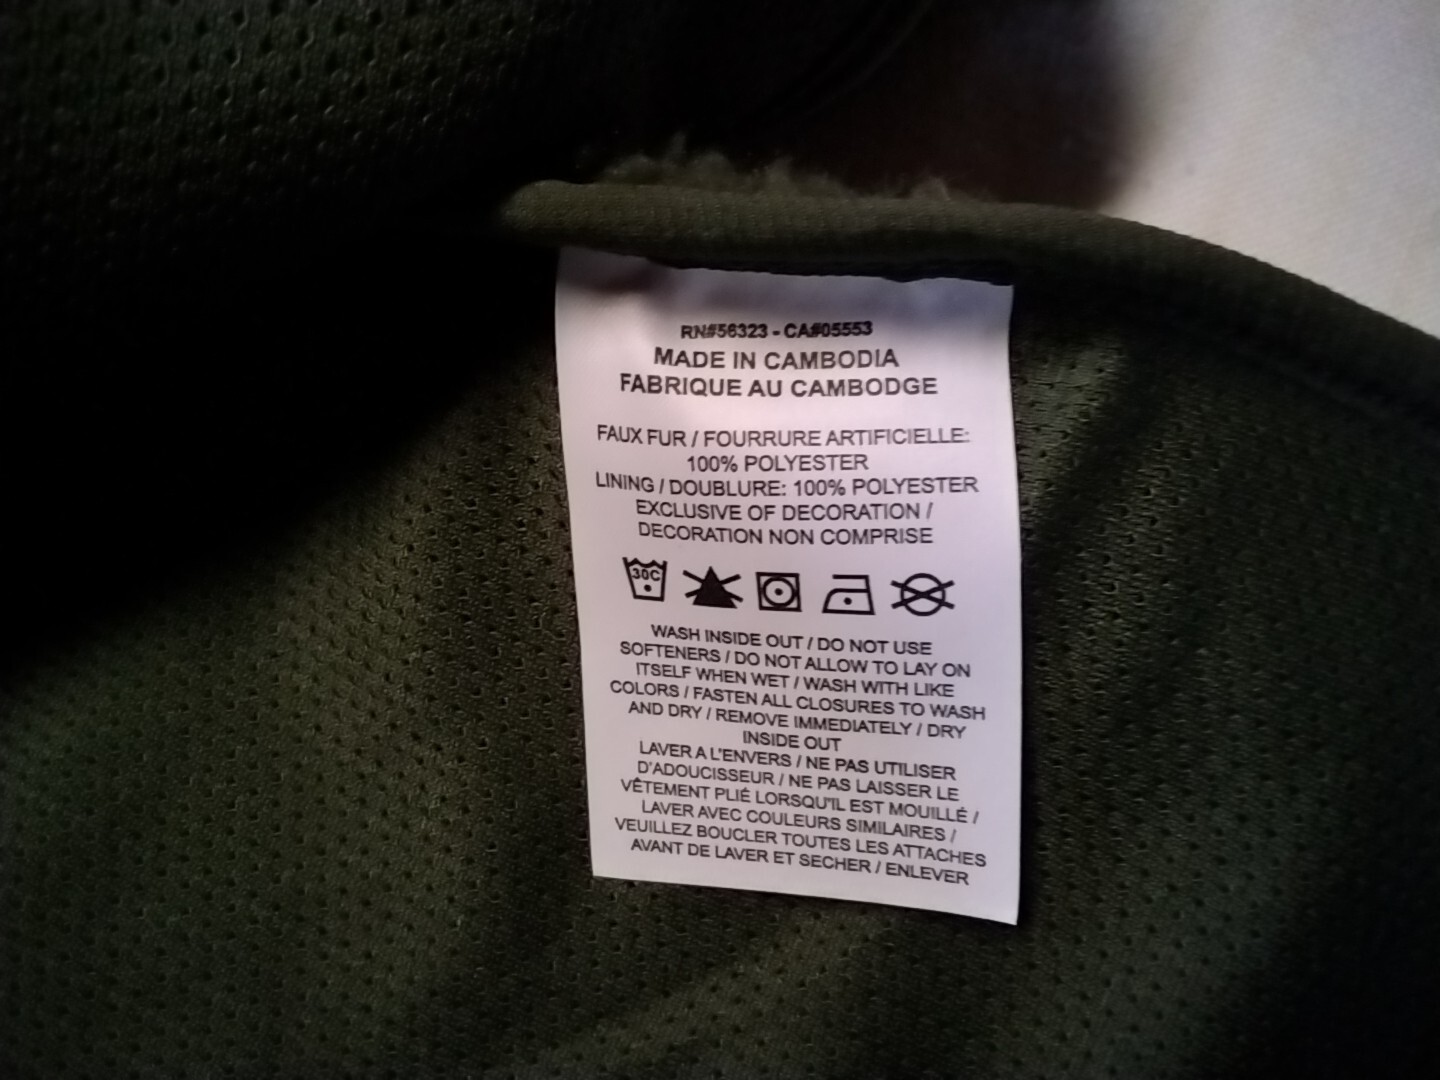 RN#56323 - CA#05553
MADE IN CAMBODIA
FABRIQUE AU CAMBODGE
FAUX FUR / FOURRURE ARTIFICIELLE:
100% POLYESTER
LINING / DOUBLURE: 100% POLYESTER
EXCLUSIVE OF DECORATION /
DECORATION NON COMPRISE
30C
WASH INSIDE OUT / DO NOT USE
SOFTENERS / DO NOT ALLOW TO LAY ON
ITSELF WHEN WET / WASH WITH LIKE
COLORS / FASTEN ALL CLOSURES TO WASH
AND DRY / REMOVE IMMEDIATELY / DRY
INSIDE OUT
LAVER A L'ENVERS / NE PAS UTILISER
D'ADOUCISSEUR / NE PAS LAISSER LE
VÊTEMENT PLIÉ LORSQU'IL EST MOUILLÉ /
LAVER AVEC COULEURS SIMILAIRES /
VEUILLEZ BOUCLER TOUTES LES ATTACHES
AVANT DE LAVER ET SECHER / ENLEVER